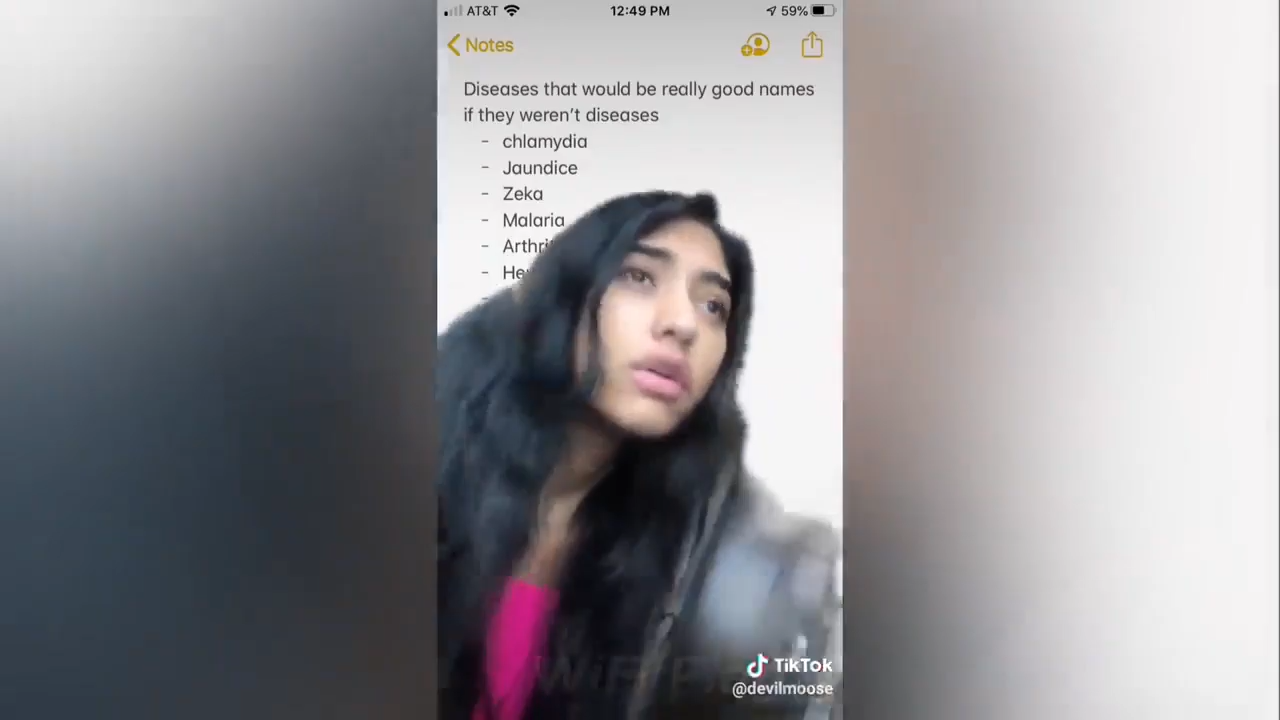 AT&T 12:49 PM 59%
Notes
Diseases that would be really good names
if they weren't diseases
- chlamydia
- Jaundice
- Zeka
- Malaria
TikTok
@devilmoose